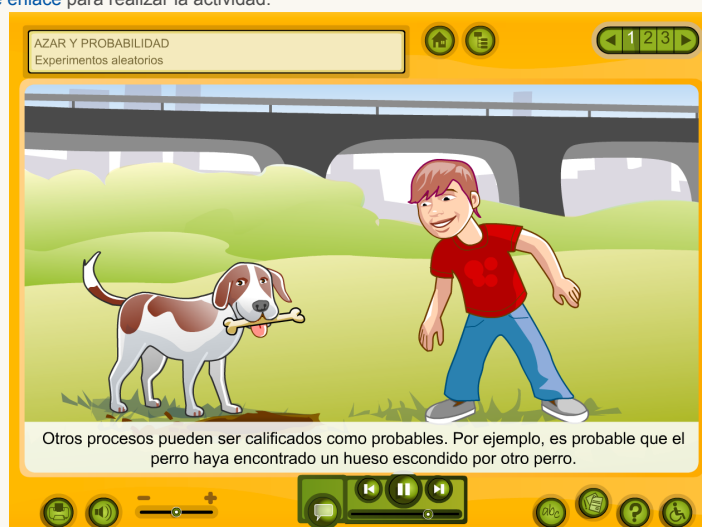 enlace para realizar la actividad.
AZAR Y PROBABILIDAD
Experimentos aleatorios
1 2 3
Otros procesos pueden ser calificados como probables. Por ejemplo, es probable que el
perro haya encontrado un hueso escondido por otro perro.
abc
?